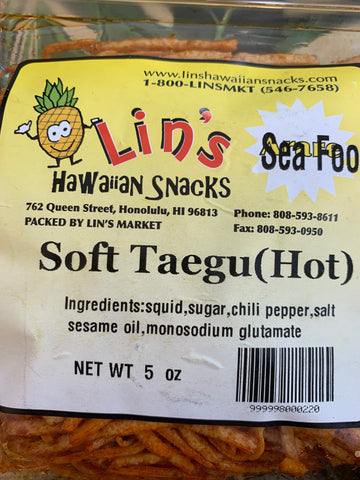 www.linshawaiiansnacks.com
1-800-LINSMKT (546-7658)
Lin's
HaWaiian SNACKS
Sea Foo
762 Queen Street, Honolulu, HI 96813
Phone: 808-593-8611
PACKED BY LIN'S MARKET
Fax: 808-593-0950
Soft Taegu(Hot)
Ingredients:squid,sugar,chili pepper,salt
sesame oil,monosodium glutamate
NET WT 5 oz
999998000220